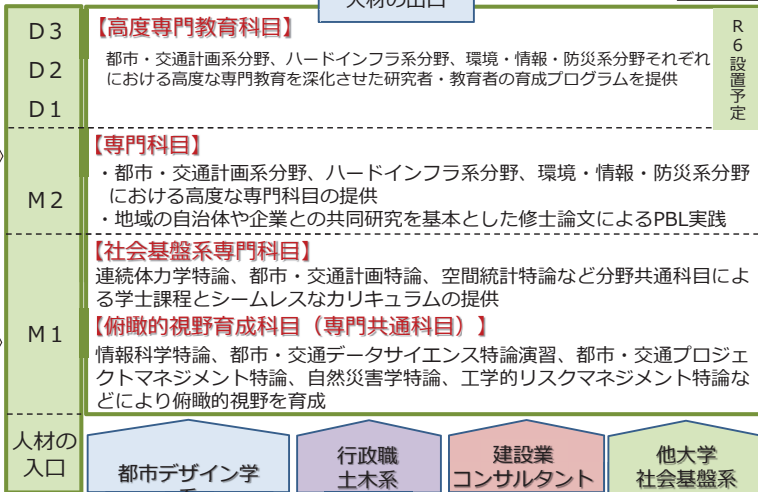 人材の出口
D3
【高度専門教育科目】
都市・交通計画系分野、ハードインフラ系分野、環境・情報・防災系分野それぞれ
における高度な専門教育を深化させた研究者・教育者の育成プログラムを提供
R6設置予定
D2
D1
【専門科目】
・都市・交通計画系分野、ハードインフラ系分野、環境・情報・防災系分野
における高度な専門科目の提供
・地域の自治体や企業との共同研究を基本とした修士論文によるPBL実践
M2
【社会基盤系専門科目】
連続体力学特論、都市・交通計画特論、空間統計特論など分野共通科目によ
る学士課程とシームレスなカリキュラムの提供
M1
【俯瞰的視野育成科目（専門共通科目）】
情報科学特論、都市・交通データサイエンス特論演習、都市・交通プロジェ
クトマネジメント特論、自然災害学特論、工学的リスクマネジメント特論な
どにより俯瞰的視野を育成
人材の
入口
都市デザイン学
行政職
土木系
建設業
コンサルタント
他大学
社会基盤系